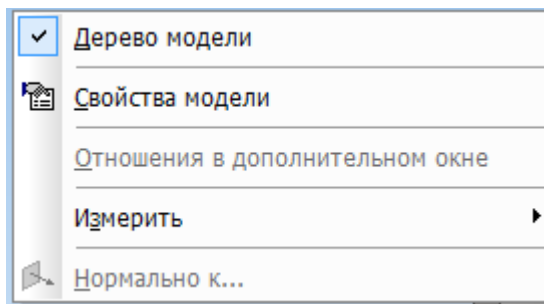 Дерево модели
Свойства модели
Отношения в дополнительном окне
Измерить
Нормально к...